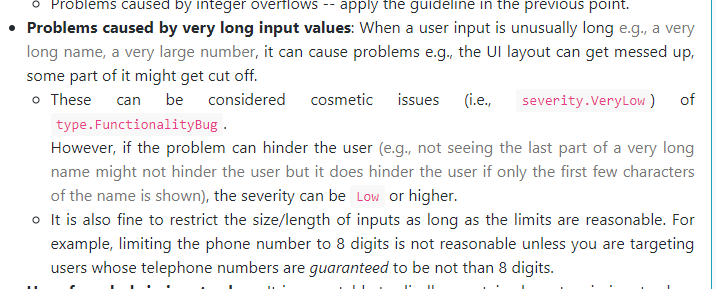 Problems caused by integer overflows -- apply the guideline in the previous point.
Problems caused by very long input values: When a user input is unusually long e.g., a very
long name, a very large number, it can cause problems e.g., the UI layout can get messed up,
some part of it might get cut off.
These can be considered cosmetic issues (i.e., severity.VeryLow) of
type.FunctionalityBug.
However, if the problem can hinder the user (e.g., not seeing the last part of a very long
name might not hinder the user but it does hinder the user if only the first few characters
of the name is shown), the severity can be Low or higher.
It is also fine to restrict the size/length of inputs as long as the limits are reasonable. For
example, limiting the phone number to 8 digits is not reasonable unless you are targeting
users whose telephone numbers are guaranteed to be not than 8 digits.